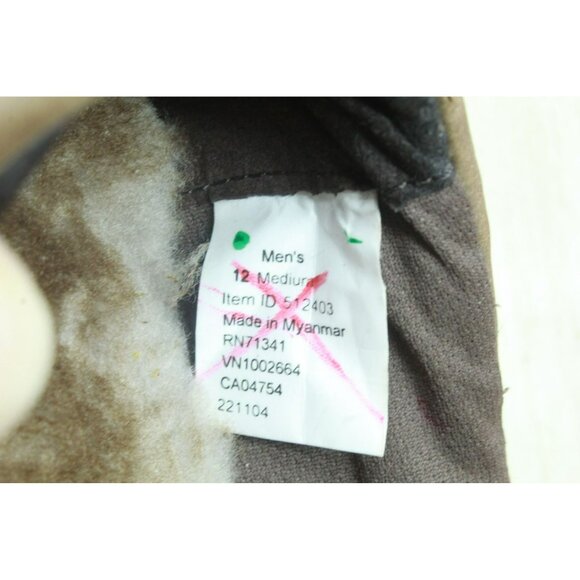 Men's
12 Medium
Item ID 512403
Made in Myanmar
RN71341
VN1002664
CA04754
221104